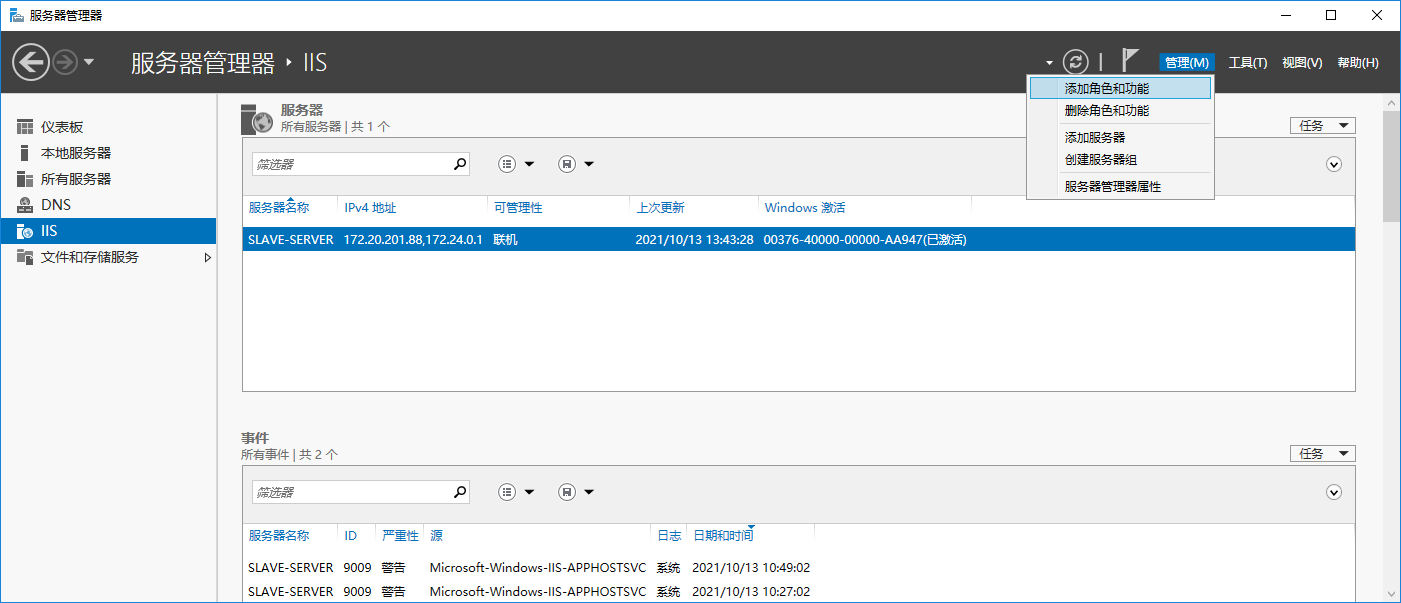 服务器管理器
服务器管理器 ▸ IIS
管理(M) 工具(T) 视图(V) 帮助(H)
添加角色和功能
删除角色和功能
添加服务器
创建服务器组
服务器管理器属性
仪表板
本地服务器
所有服务器
DNS
IIS
文件和存储服务
服务器
所有服务器 | 共 1 个
任务
筛选器
服务器名称 IPv4 地址 可管理性 上次更新 Windows 激活
SLAVE-SERVER 172.20.201.88,172.24.0.1 联机 2021/10/13 13:43:28 00376-40000-00000-AA947(已激活)
事件
所有事件 | 共 2 个
任务
筛选器
服务器名称 ID 严重性 源 日志 日期和时间
SLAVE-SERVER 9009 警告 Microsoft-Windows-IIS-APPHOSTSVC 系统 2021/10/13 10:49:02
SLAVE-SERVER 9009 警告 Microsoft-Windows-IIS-APPHOSTSVC 系统 2021/10/13 10:27:02